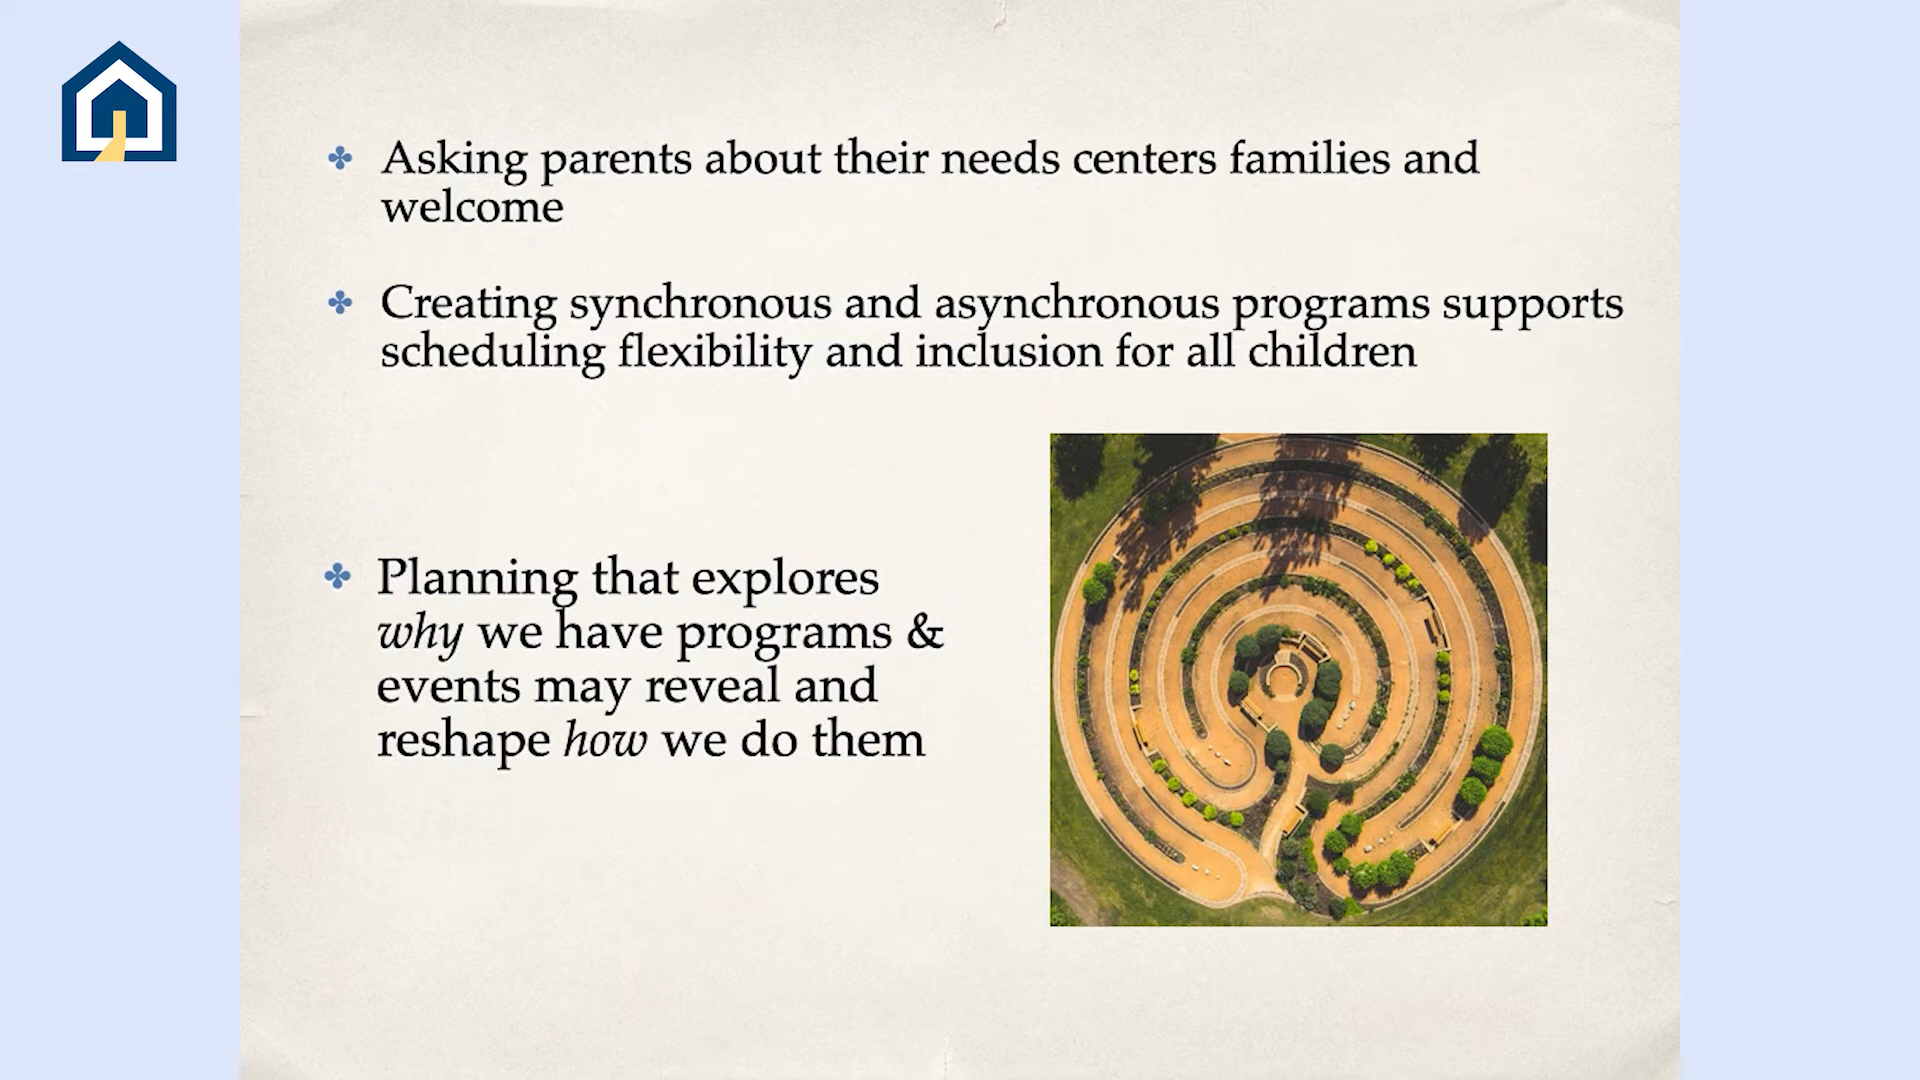 Asking parents about their needs centers families and
welcome
Creating synchronous and asynchronous programs supports
scheduling flexibility and inclusion for all children
Planning that explores
why we have programs &
events may reveal and
reshape how we do them